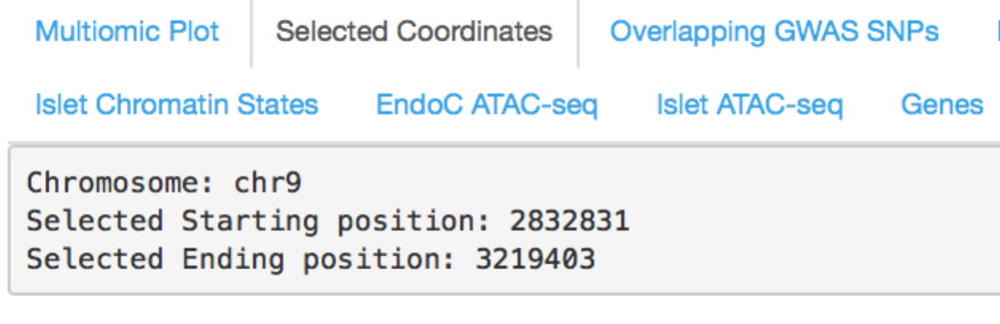 Multiomic Plot Selected Coordinates Overlapping GWAS SNPs
Islet Chromatin States EndoC ATAC-seq Islet ATAC-seq Genes
Chromosome: chr9
Selected Starting position: 2832831
Selected Ending position: 3219403